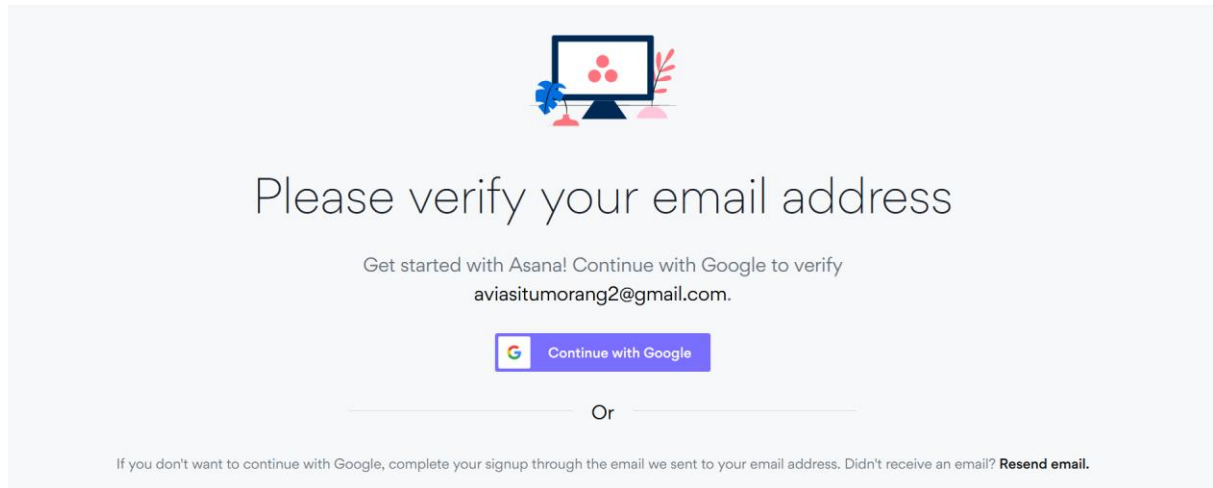 Please verify your email address
Get started with Asana! Continue with Google to verify
aviasitumorang2@gmail.com.
Continue with Google
Or
If you don't want to continue with Google, complete your signup through the email we sent to your email address. Didn't receive an email? Resend email.